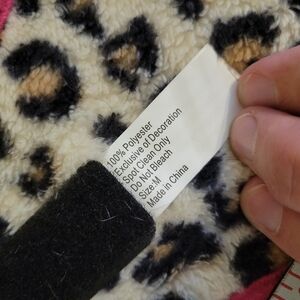 100% Polyester
Exclusive of Decoration
Spot Clean Only
Do Not Bleach
Size:M
Made in China